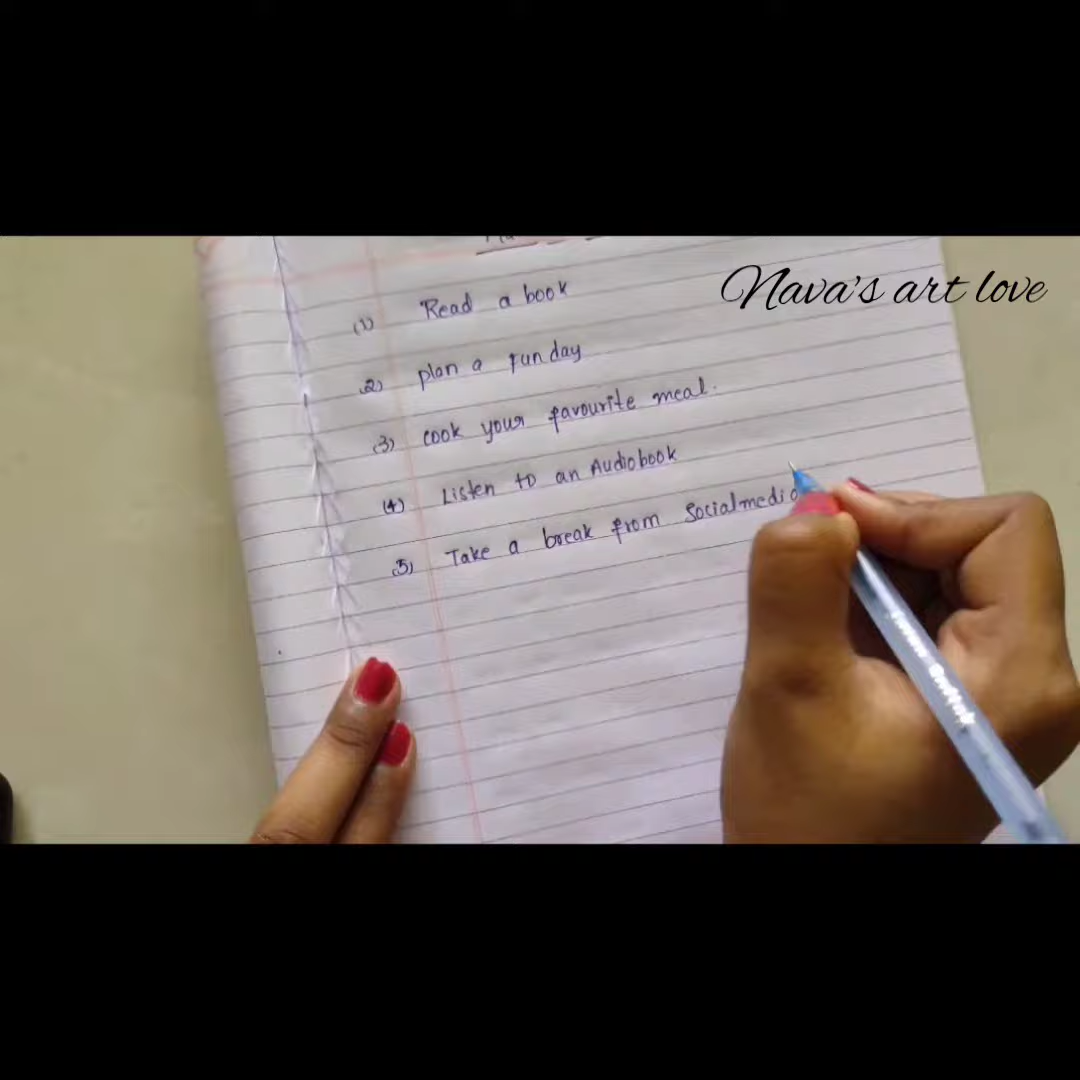 Nava's art love
(1) Read a book
(2) plan a fun day
(3) cook your favourite meal.
(4) Listen to an Audiobook
(5) Take a break from Socialmedia